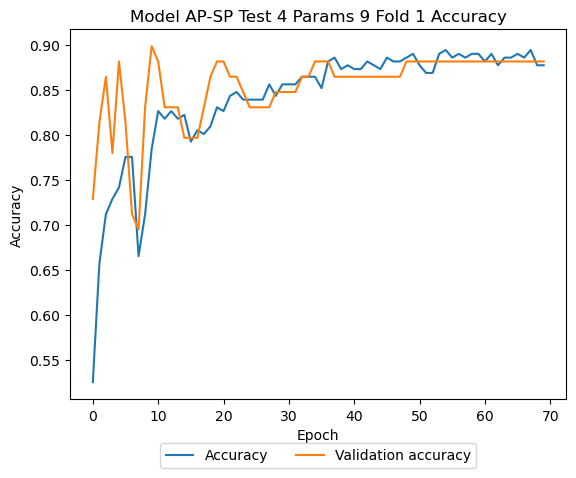 Model AP-SP Test 4 Params 9 Fold 1 Accuracy
Accuracy
0.90
0.85
0.80
0.75
0.70
0.65
0.60
0.55
0 10 20 30 40 50 60 70
Epoch
Accuracy Validation accuracy